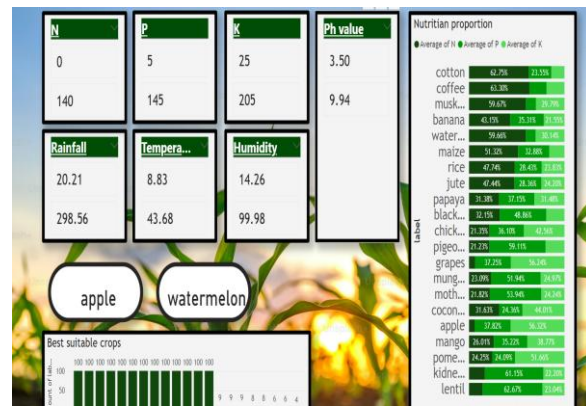 N
0
140
P
5
145
K
25
205
Ph value
3.50
9.94
Rainfall
20.21
298.56
Tempera...
8.83
43.68
Humidity
14.26
99.98
apple
watermelon
Best suitable crops
100 100 100 100 100 100 100 100 100 100 100
9 9 9 8 8 6 6 4
100
50
Nutritian proportion
Average of N Average of P Average of K
label
cotton 62.75% 23.55%
coffee 63.30%
musk... 59.67% 29.79%
banana 43.15% 35.31% 21.55%
water... 59.66% 30.14%
maize 51.32% 32.88%
rice 47.74% 28.43% 23.83%
jute 47.44% 28.36% 24.20%
papaya 31.38% 37.15% 31.48%
black... 32.15% 48.86%
chick... 21.35% 36.10% 42.56%
pigeo... 21.23% 59.11%
grapes 37.25% 56.24%
mung... 23.09% 51.94% 24.97%
moth... 21.82% 53.94% 24.24%
cocon... 31.63% 24.36% 44.01%
apple 37.82% 56.32%
mango 26.01% 35.22% 38.77%
pome... 24.25% 24.09% 51.66%
kidne... 61.15%
lentil 62.67% 23.04%